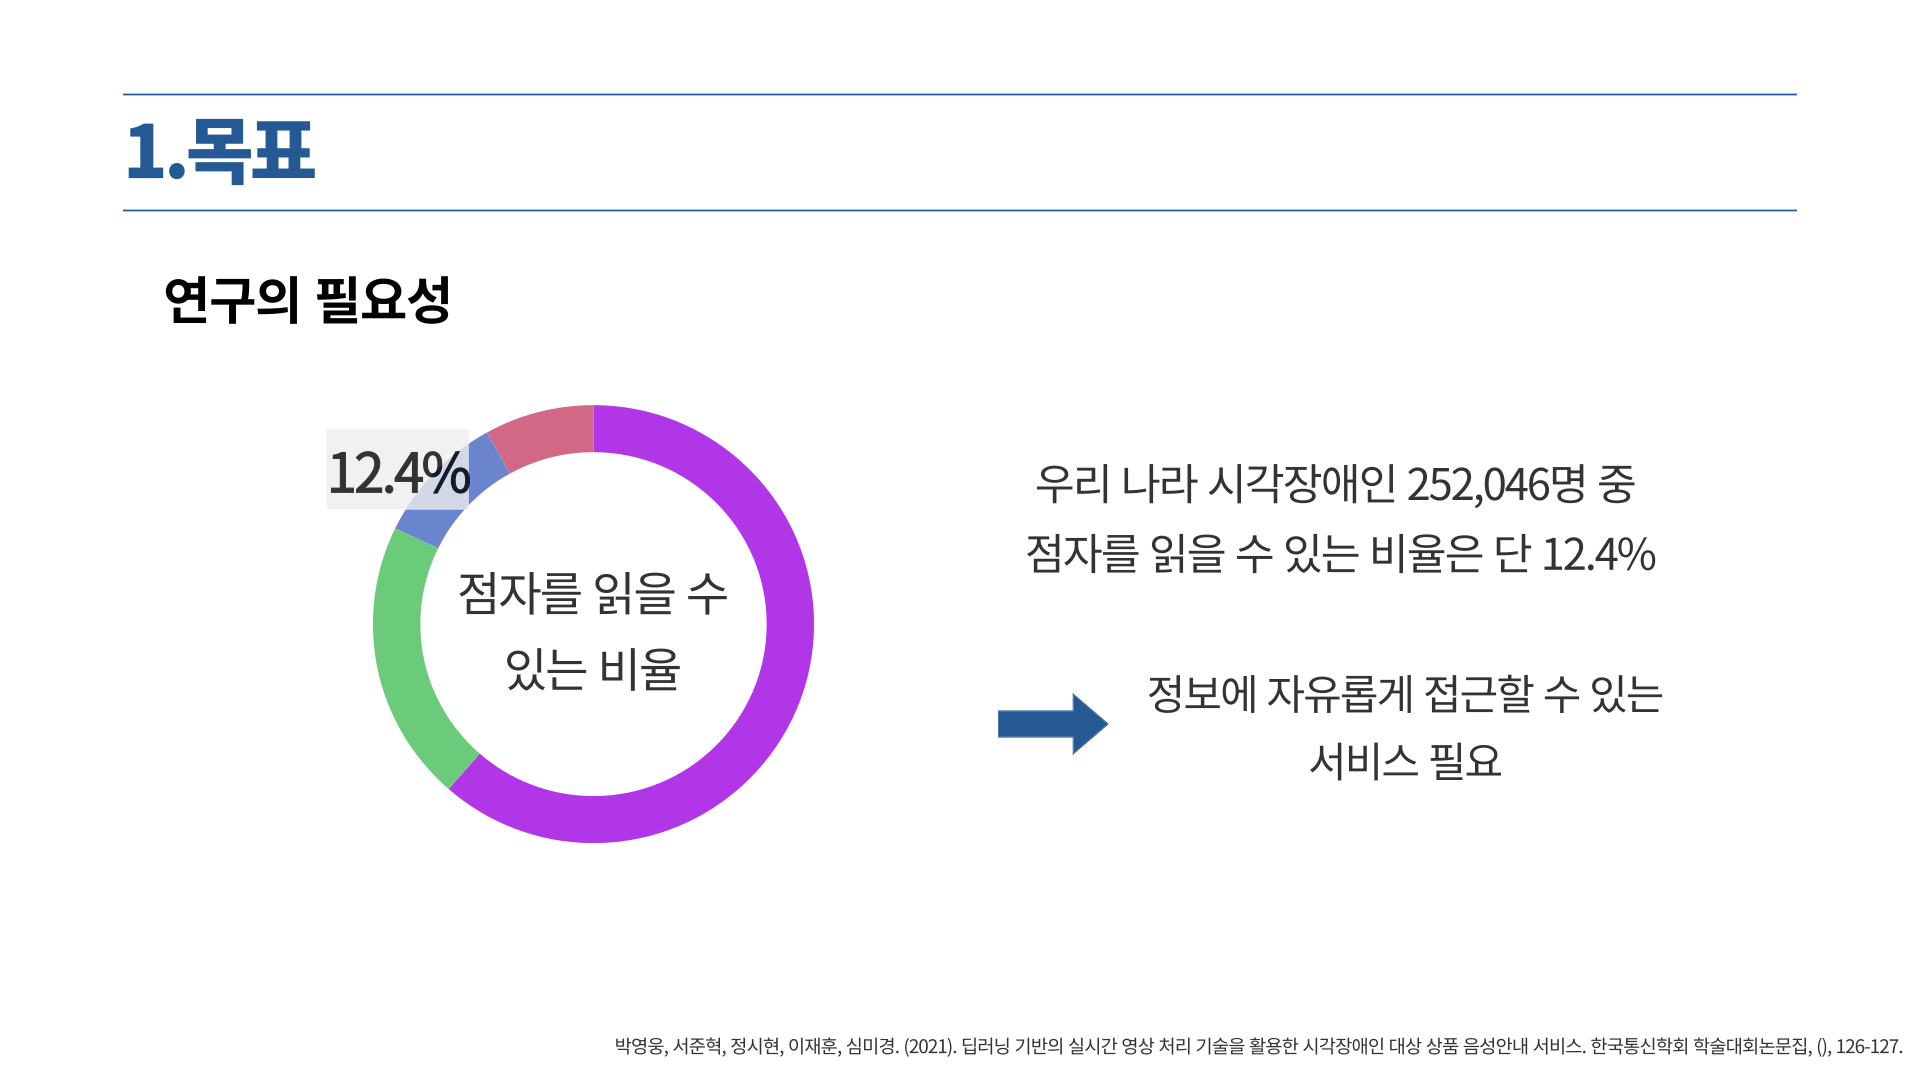 1.목표
연구의 필요성
12.4%
점자를 읽을 수
있는 비율
우리 나라 시각장애인 252,046명 중
점자를 읽을 수 있는 비율은 단 12.4%
정보에 자유롭게 접근할 수 있는
서비스 필요
박영웅, 서준혁, 정시현, 이재훈, 심미경. (2021). 딥러닝 기반의 실시간 영상 처리 기술을 활용한 시각장애인 대상 상품 음성안내 서비스. 한국통신학회 학술대회논문집, (), 126-127.